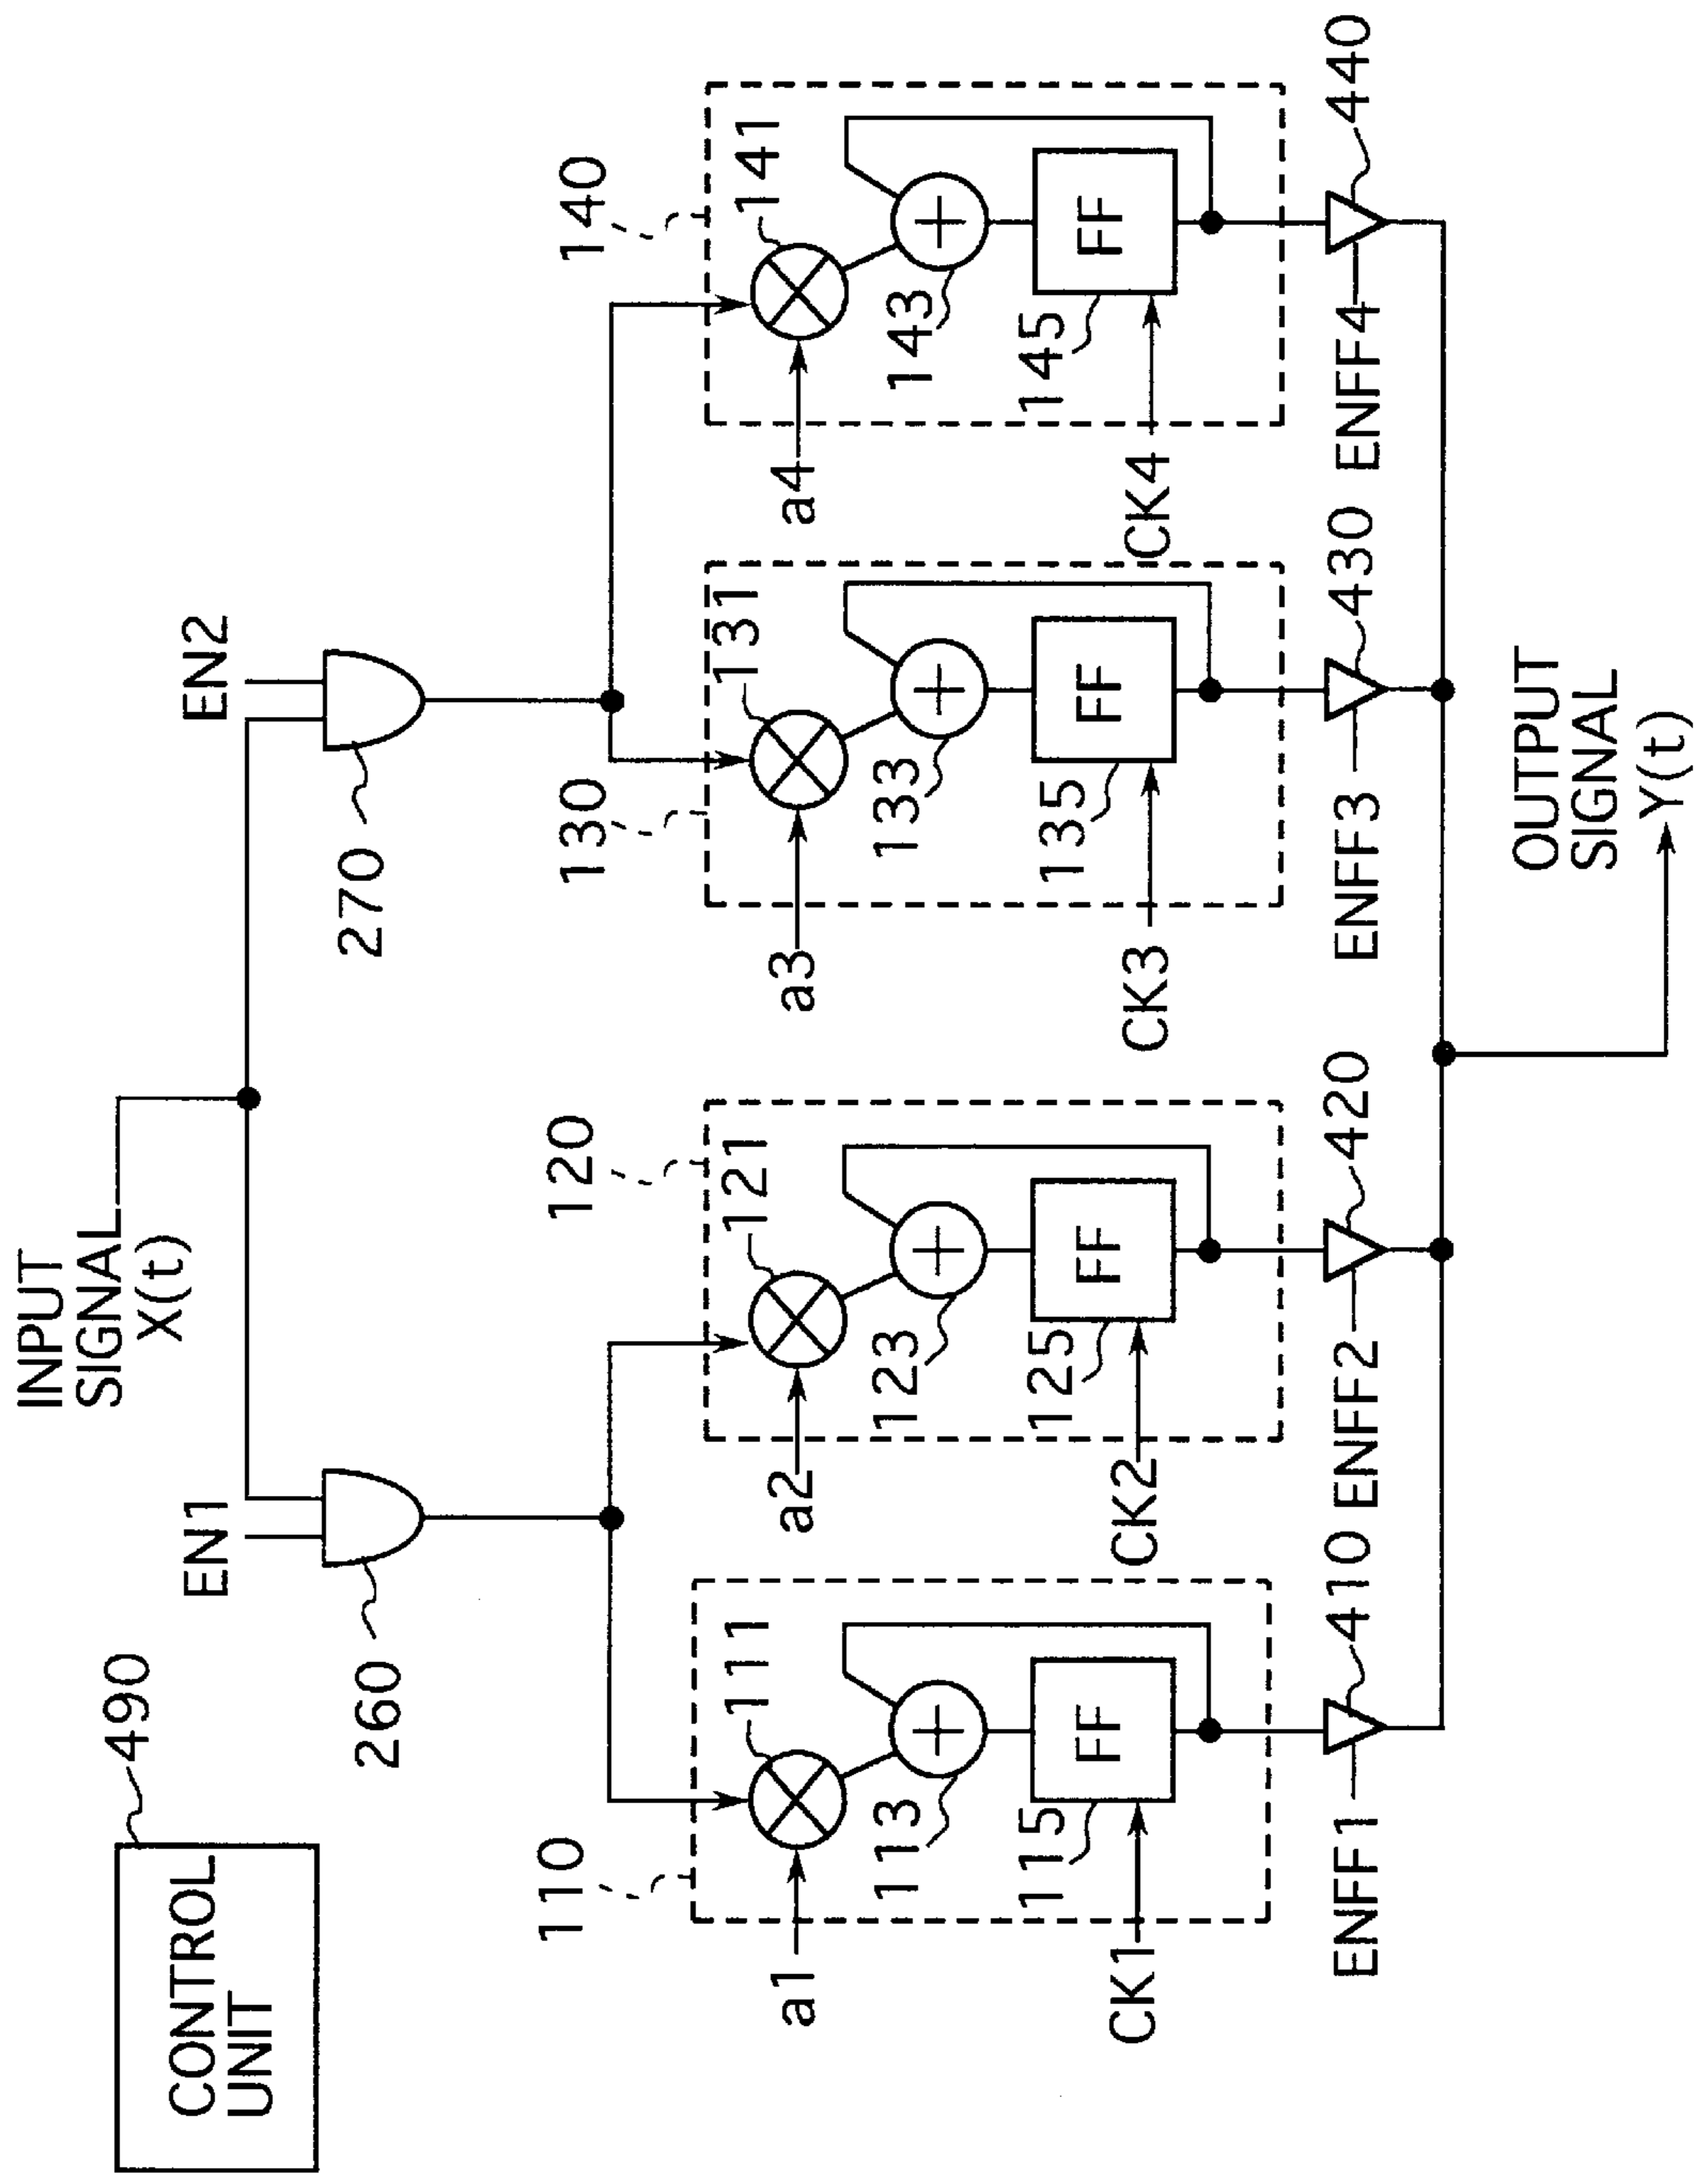 CONTROL
UNIT
490
INPUT
SIGNAL
X(t)
EN1
EN2
260
270
110
120
130
140
a1
111
a2
121
a3
131
a4
141
113
123
133
143
115
FF
125
FF
135
FF
145
FF
CK1
CK2
CK3
CK4
ENFF1
410
ENFF2
420
ENFF3
430
ENFF4
440
OUTPUT
SIGNAL
Y(t)